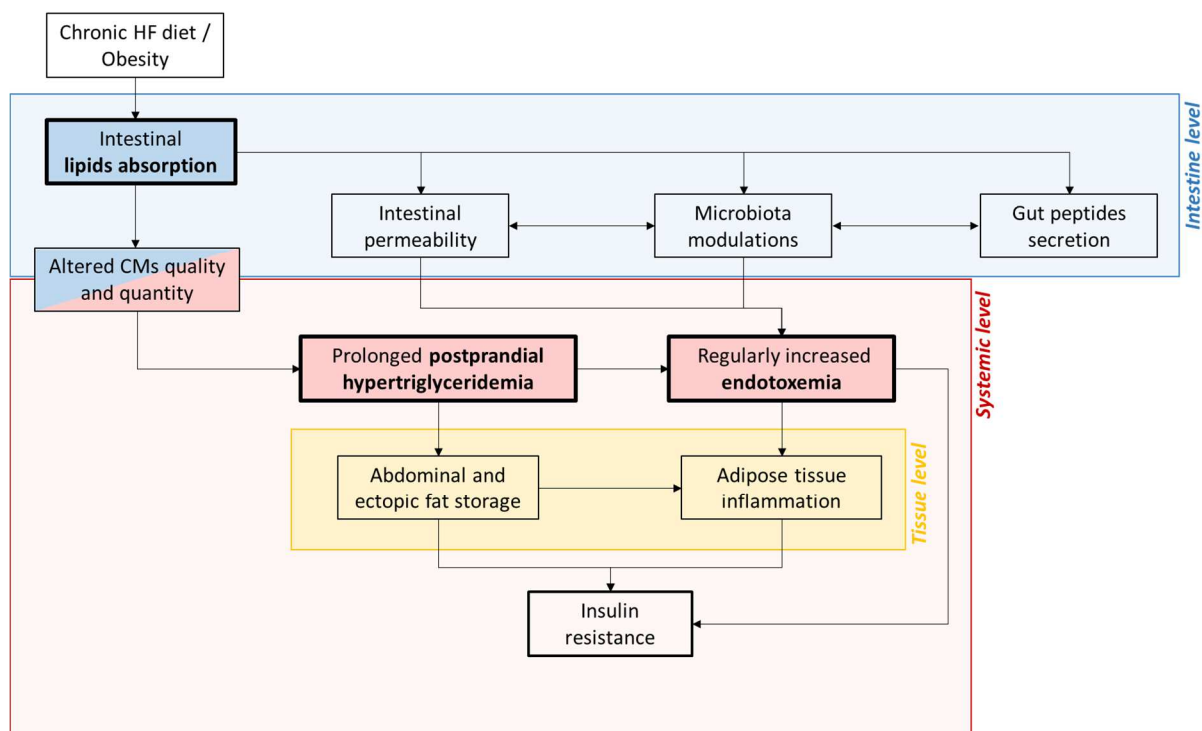 Chronic HF diet /
Obesity
Intestinal
lipids absorption
Intestinal
permeability
Microbiota
modulations
Gut peptides
secretion
Intestine level
Altered CMs quality
and quantity
Prolonged postprandial
hypertriglyceridemia
Regularly increased
endotoxemia
Systemic level
Abdominal and
ectopic fat storage
Adipose tissue
inflammation
Tissue level
Insulin
resistance